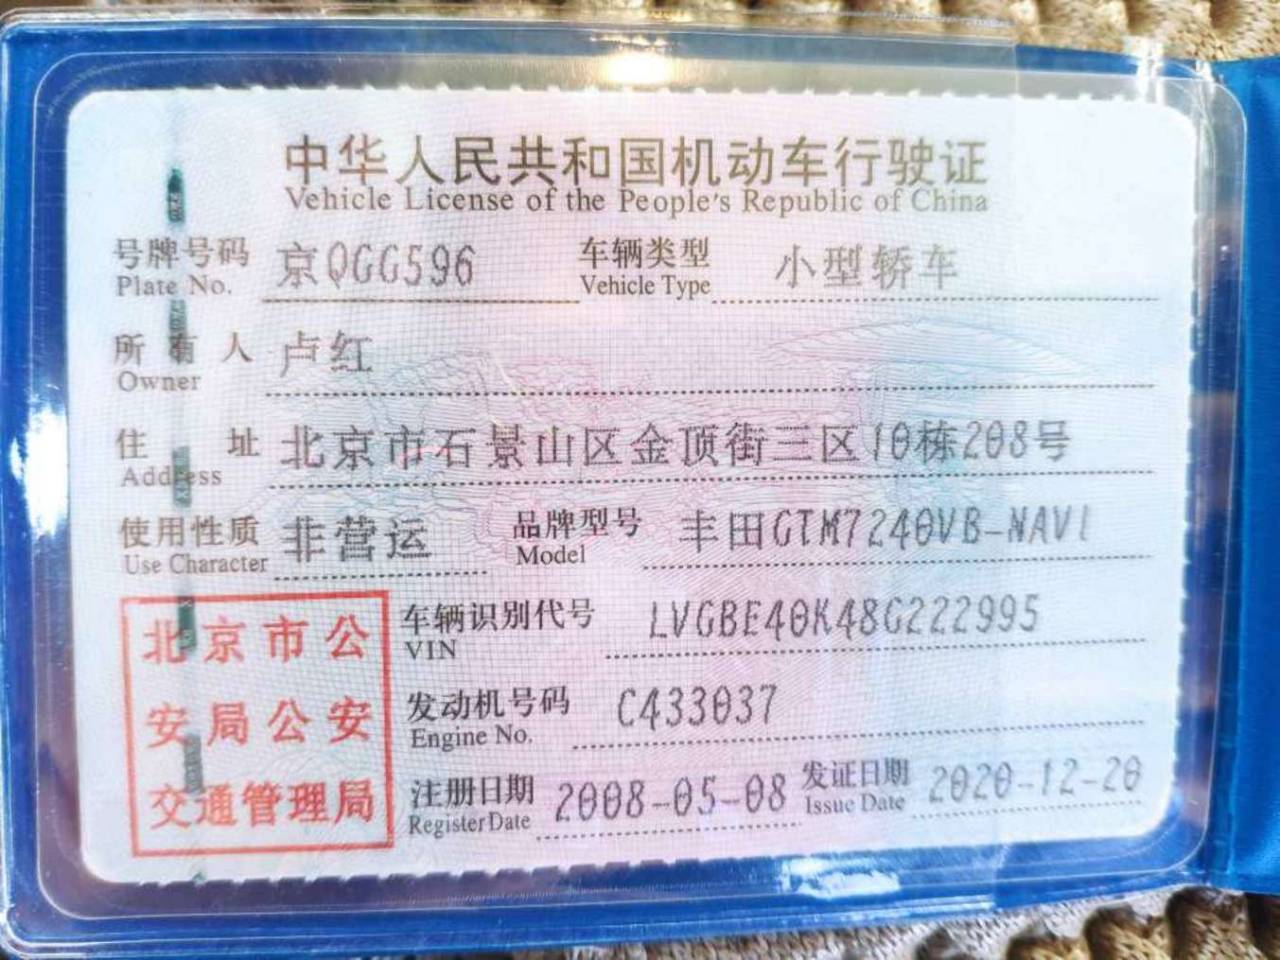 中华人民共和国机动车行驶证
Vehicle License of the People's Republic of China
号牌号码 京QGG596 车辆类型 小型轿车
Plate No. Vehicle Type
所有人 卢红
Owner
住址 北京市石景山区金顶街三区10栋208号
Address
使用性质 非营运 品牌型号 丰田GTM7240VB-NAVI
Use Character Model
北京市公
安局公安
交通管理局
车辆识别代号 LVGBE40K48G222995
VIN
发动机号码 C433037
Engine No.
注册日期 2008-05-08 发证日期 2020-12-20
Register Date Issue Date